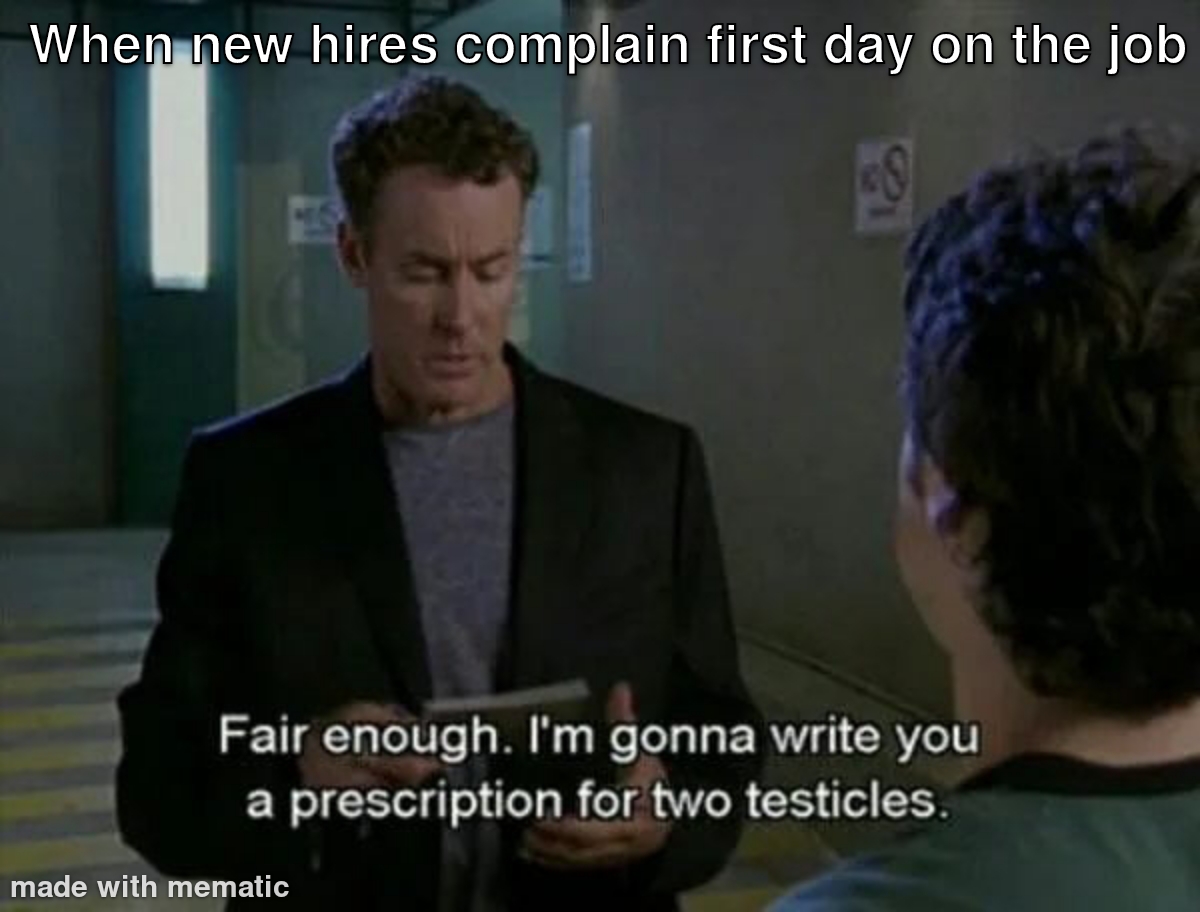 When new hires complain first day on the job
Fair enough. I'm gonna write you
a prescription for two testicles.
made with mematic